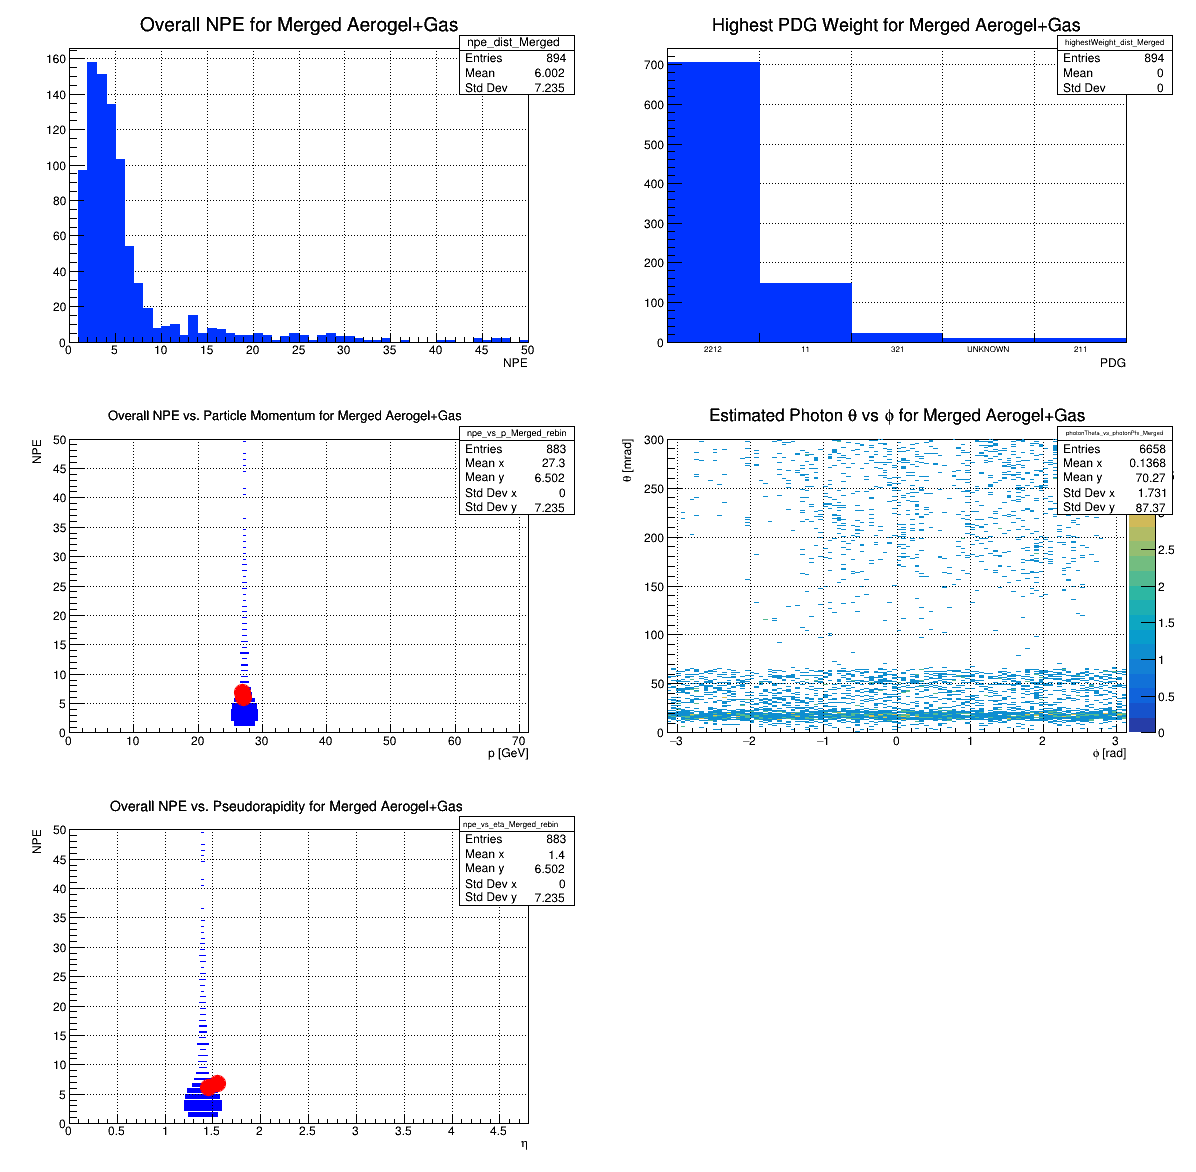 Overall NPE for Merged Aerogel+Gas
npe_dist_Merged
Entries 894
Mean 6.002
Std Dev 7.235
160
140
120
100
80
60
40
20
0
0 5 10 15 20 25 30 35 40 45 50
NPE
Highest PDG Weight for Merged Aerogel+Gas
highestWeight_dist_Merged
Entries 894
Mean 0
Std Dev 0
700
600
500
400
300
200
100
0
2212 11 321 UNKNOWN 211
PDG
Overall NPE vs. Particle Momentum for Merged Aerogel+Gas
npe_vs_p_Merged_rebin
Entries 883
Mean x 27.3
Mean y 6.502
Std Dev x 0
Std Dev y 7.235
NPE
50
45
40
35
30
25
20
15
10
5
0
0 10 20 30 40 50 60 70
p [GeV]
Estimated Photon θ vs ϕ for Merged Aerogel+Gas
photonTheta_vs_photonPhi_Merged
Entries 6658
Mean x 0.1368
Mean y 70.27
Std Dev x 1.731
Std Dev y 87.37
θ [mrad]
300
250
200
150
100
50
0
−3 −2 −1 0 1 2 3
ϕ [rad]
2.5
2
1.5
1
0.5
0
Overall NPE vs. Pseudorapidity for Merged Aerogel+Gas
npe_vs_eta_Merged_rebin
Entries 883
Mean x 1.4
Mean y 6.502
Std Dev x 0
Std Dev y 7.235
NPE
50
45
40
35
30
25
20
15
10
5
0
0 0.5 1 1.5 2 2.5 3 3.5 4 4.5
η